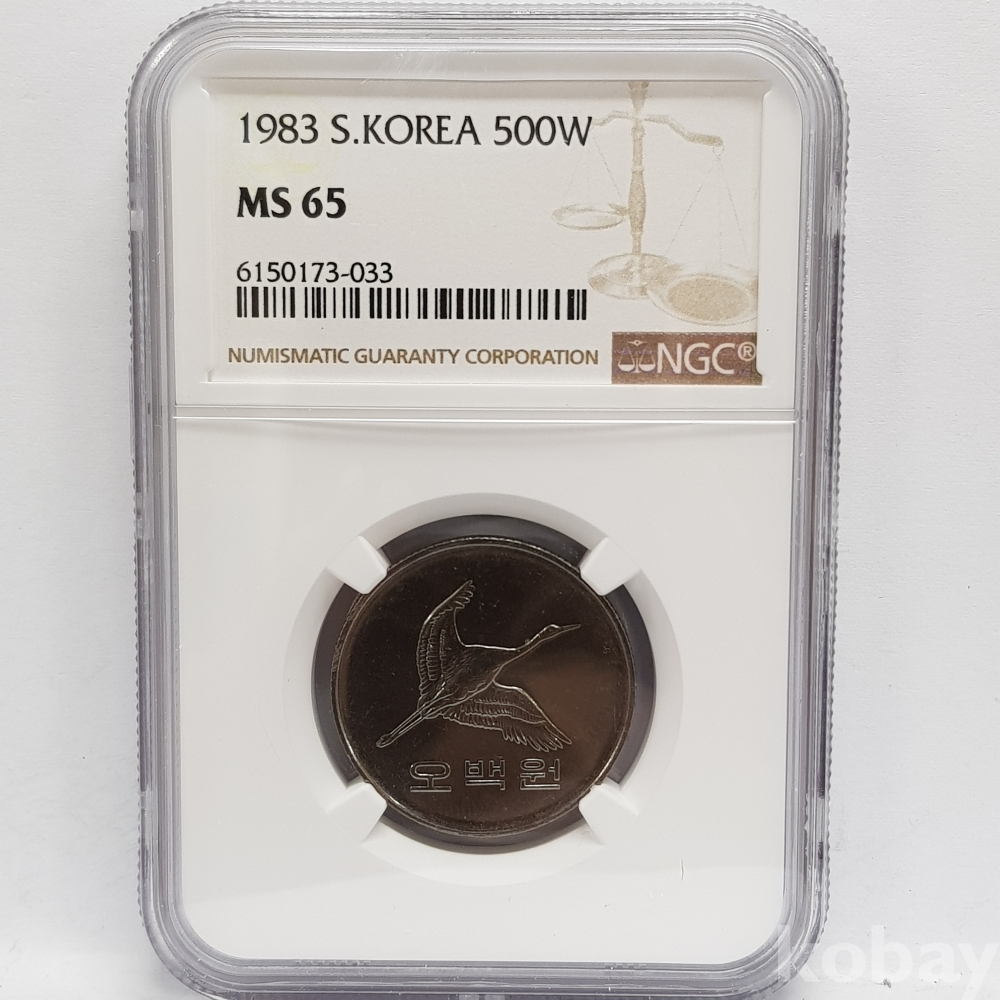 1983 S.KOREA 500W
MS 65
6150173-033
NUMISMATIC GUARANTY CORPORATION
NGC®
오백원
kobay